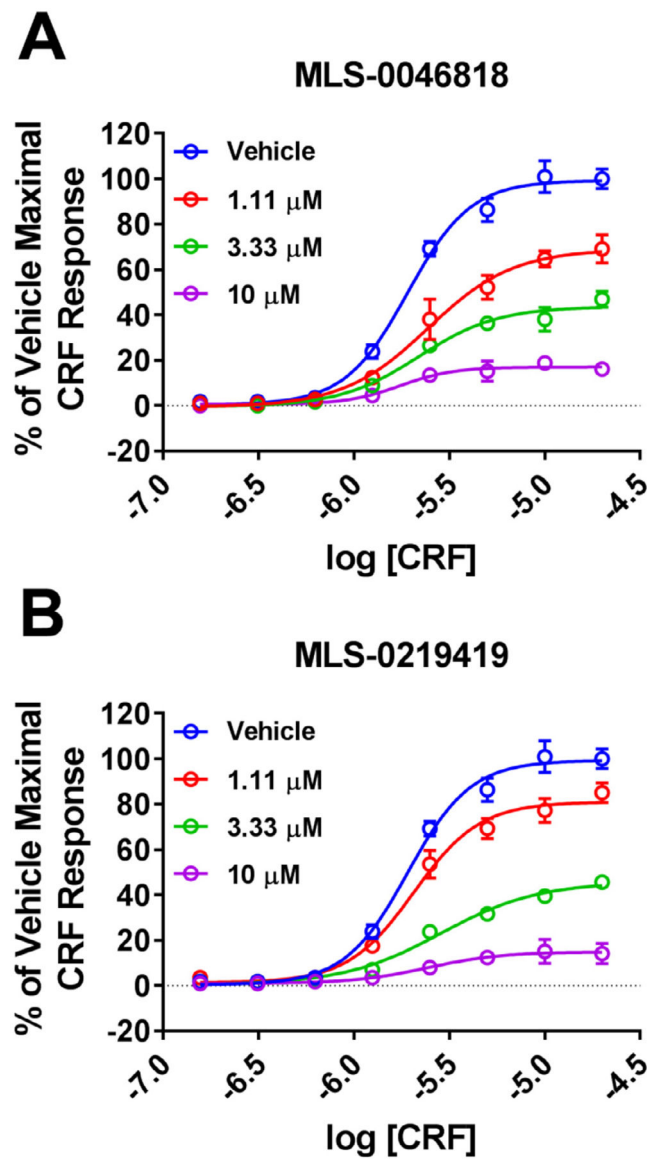 A
MLS-0046818
% of Vehicle Maximal
CRF Response
120
100
80
60
40
20
0
-20
Vehicle
1.11 μM
3.33 μM
10 μM
-7.0
-6.5
-6.0
-5.5
-5.0
-4.5
log [CRF]
B
MLS-0219419
% of Vehicle Maximal
CRF Response
120
100
80
60
40
20
0
-20
Vehicle
1.11 μM
3.33 μM
10 μM
-7.0
-6.5
-6.0
-5.5
-5.0
-4.5
log [CRF]